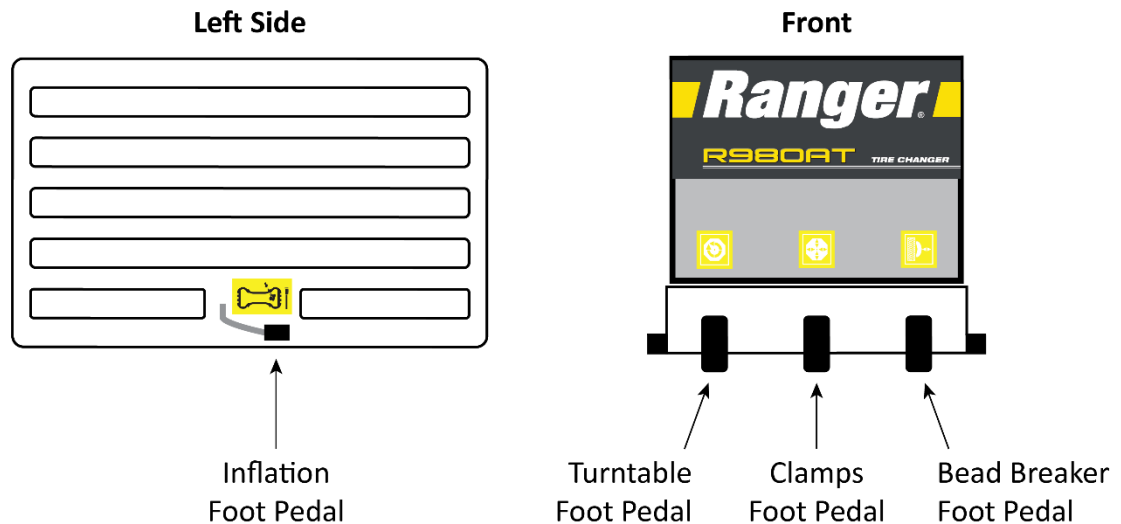 Left Side
Front
Ranger®
R980AT TIRE CHANGER
Inflation
Foot Pedal
Turntable
Foot Pedal
Clamps
Foot Pedal
Bead Breaker
Foot Pedal